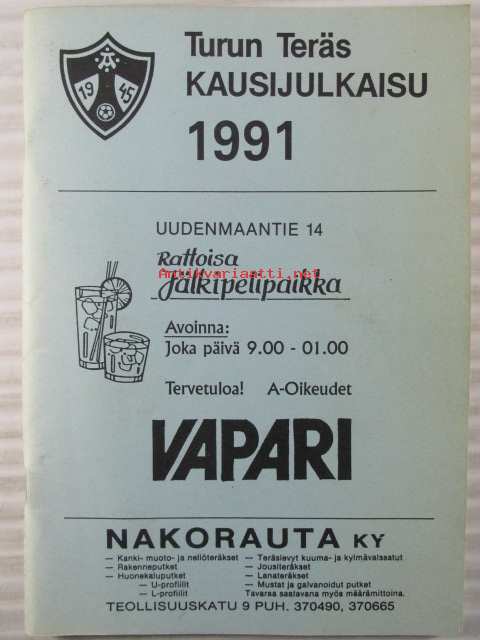 19 45
Turun Teräs
KAUSIJULKAISU
1991
UUDENMAANTIE 14
Rattoisa
Antikvariaatti.net
Jälkipelipaikka
Avoinna:
Joka päivä 9.00 - 01.00
Tervetuloa! A-Oikeudet
VAPARI
NAKORAUTA KY
— Kanki- muoto- ja neliöteräkset — Teräslevyt kuuma- ja kylmävalssatut
— Rakenneputket — Jousiteräkset
— Huonekaluputket — Lanateräkset
— U-profiilit — Mustat ja galvanoidut putket
— L-profiilit Tavaraa saatavana myös määrämittoina.
TEOLLISUUSKATU 9 PUH. 370490, 370665